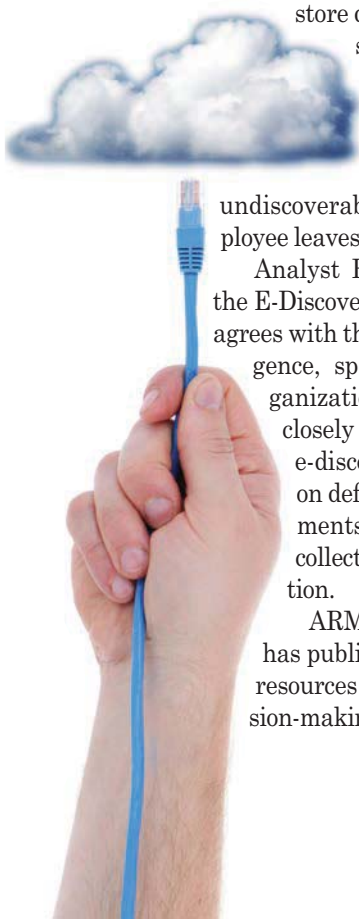 store
undiscoverab
ployee leaves
Analyst
the E-Discove
agrees with th
gence, sp
ganizatio
closely
e-disco
on def
ments
collect
tion.
ARM
has publi
resources
sion-makin